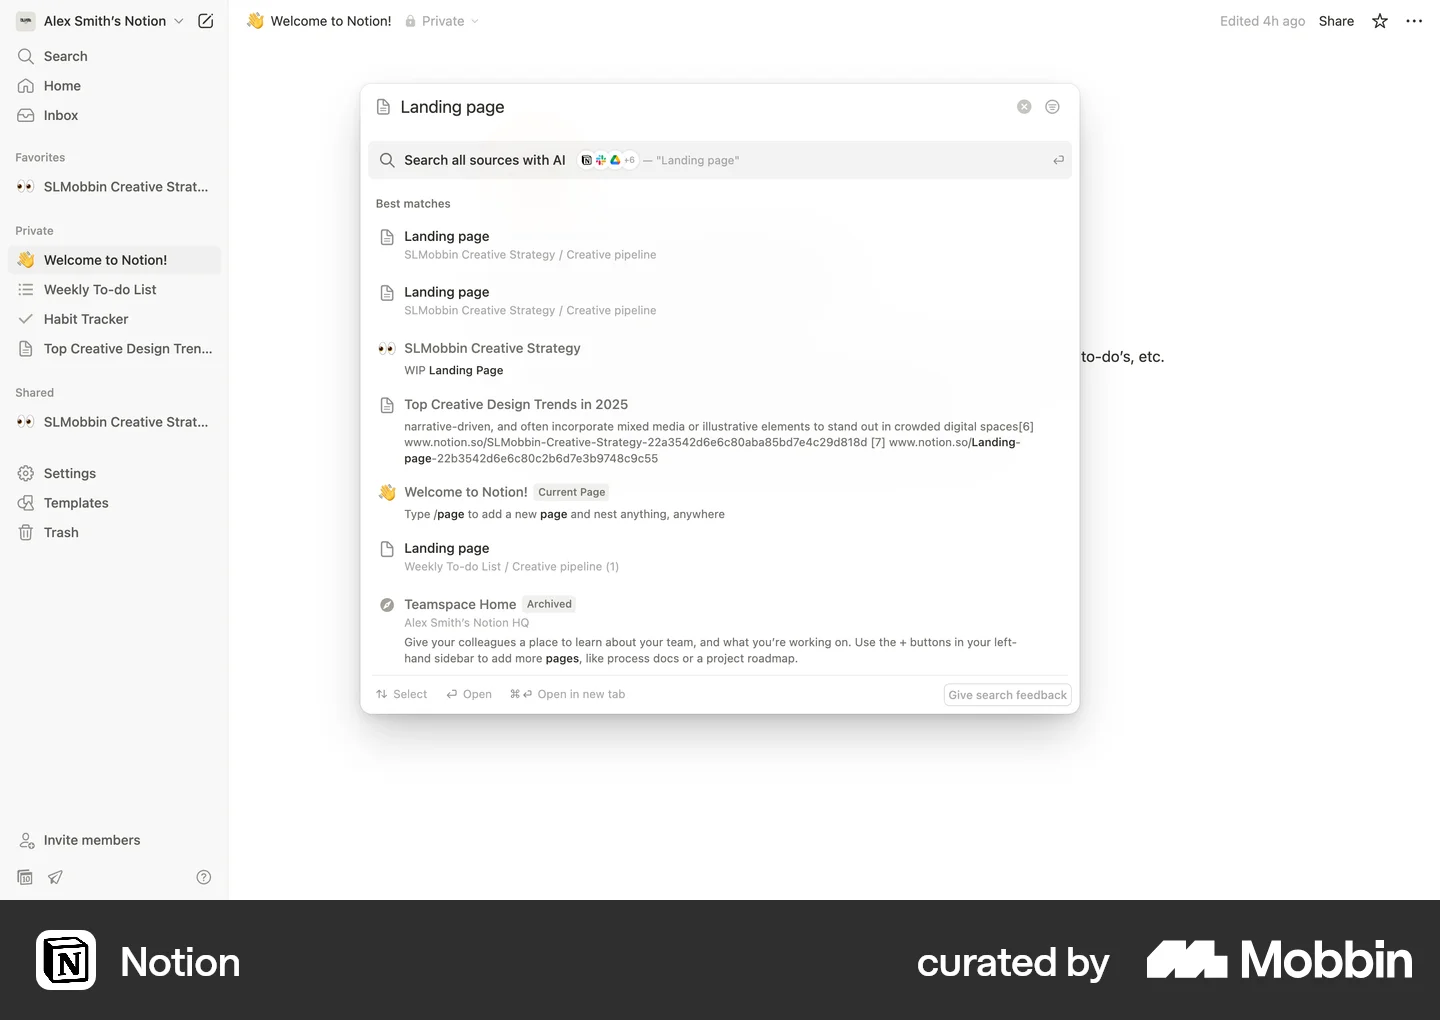 Alex Smith's Notion
Search
Home
Inbox
Favorites
SLMobbin Creative Strat...
Private
Welcome to Notion!
Weekly To-do List
Habit Tracker
Top Creative Design Tren...
Shared
SLMobbin Creative Strat...
Settings
Templates
Trash
Invite members
Welcome to Notion!
Private
Edited 4h ago
Share
Landing page
Search all sources with AI +6 — "Landing page"
Best matches
Landing page
SLMobbin Creative Strategy / Creative pipeline
Landing page
SLMobbin Creative Strategy / Creative pipeline
SLMobbin Creative Strategy
WIP Landing Page
Top Creative Design Trends in 2025
narrative-driven, and often incorporate mixed media or illustrative elements to stand out in crowded digital spaces[6]
www.notion.so/SLMobbin-Creative-Strategy-22a3542d6e6c80aba85bd7e4c29d818d [7] www.notion.so/Landing-
page-22b3542d6e6c80c2b6d7e3b9748c9c55
Welcome to Notion! Current Page
Type /page to add a new page and nest anything, anywhere
Landing page
Weekly To-do List / Creative pipeline (1)
Teamspace Home Archived
Alex Smith's Notion HQ
Give your colleagues a place to learn about your team, and what you're working on. Use the + buttons in your left-
hand sidebar to add more pages, like process docs or a project roadmap.
Select
Open
⌘ Open in new tab
Give search feedback
to-do's, etc.
Notion
curated by
Mobbin